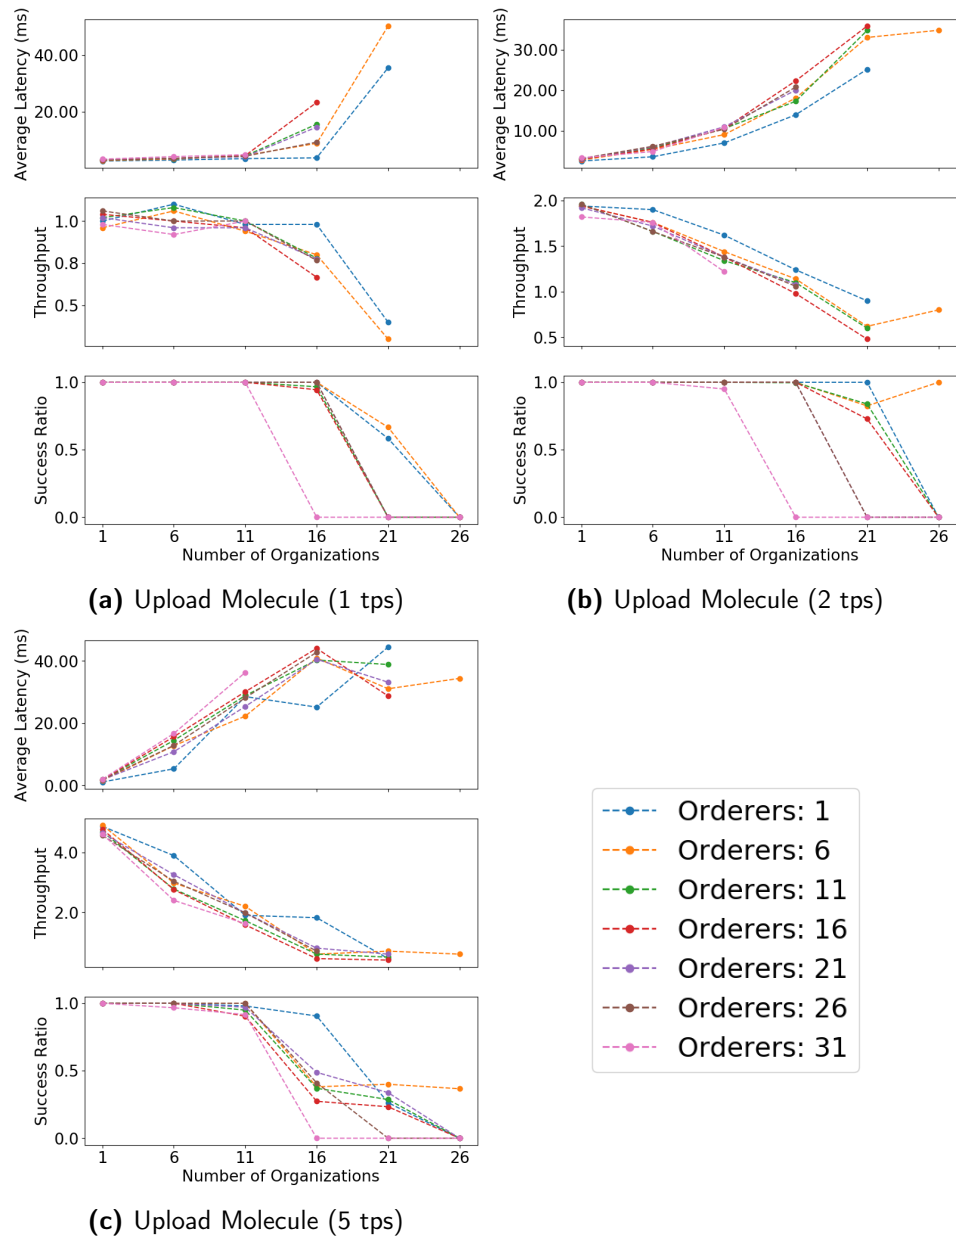 Average Latency (ms)
40.00
20.00
Throughput
1.0
0.8
0.5
Success Ratio
1.0
0.5
0.0
1 6 11 16 21 26
Number of Organizations
(a) Upload Molecule (1 tps)
Average Latency (ms)
30.00
20.00
10.00
Throughput
2.0
1.5
1.0
0.5
Success Ratio
1.0
0.5
0.0
1 6 11 16 21 26
Number of Organizations
(b) Upload Molecule (2 tps)
Average Latency (ms)
40.00
20.00
0.00
Throughput
4.0
2.0
Success Ratio
1.0
0.5
0.0
1 6 11 16 21 26
Number of Organizations
(c) Upload Molecule (5 tps)
Orderers: 1
Orderers: 6
Orderers: 11
Orderers: 16
Orderers: 21
Orderers: 26
Orderers: 31